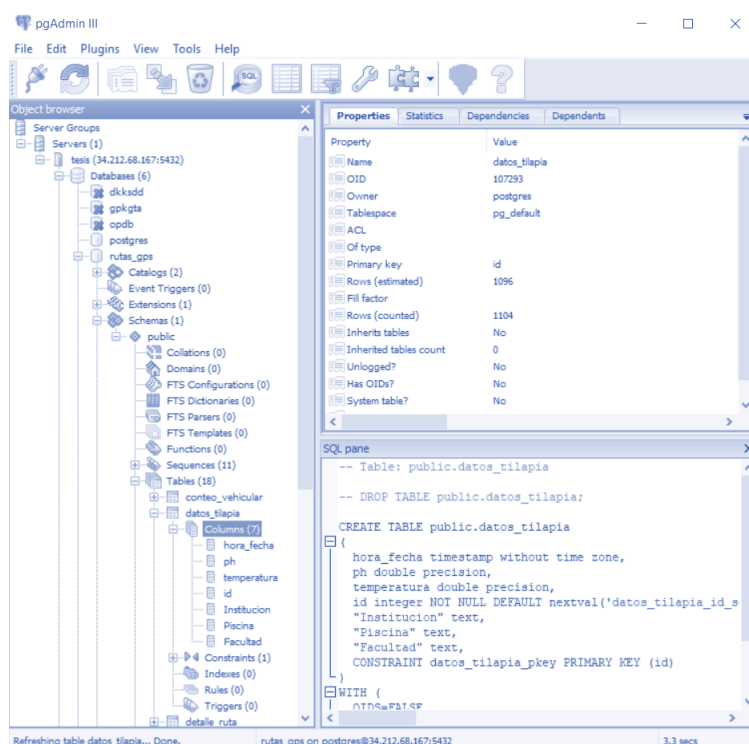 pgAdmin III
File Edit Plugins View Tools Help
SQL
Object browser
Server Groups
Servers (1)
tesis (34.212.68.167:5432)
Databases (6)
dkksdd
gpkgta
opdb
postgres
rutas_gps
Catalogs (2)
Event Triggers (0)
Extensions (1)
Schemas (1)
public
Collations (0)
Domains (0)
FTS Configurations (0)
FTS Dictionaries (0)
FTS Parsers (0)
FTS Templates (0)
Functions (0)
Sequences (11)
Tables (18)
conteo_vehicular
datos_tilapia
Columns (7)
hora_fecha
ph
temperatura
id
Institucion
Piscina
Facultad
Constraints (1)
Indexes (0)
Rules (0)
Triggers (0)
detalle_ruta
Properties Statistics Dependencies Dependents
Property Value
Name datos_tilapia
OID 107293
Owner postgres
Tablespace pg_default
ACL
Of type
Primary key id
Rows (estimated) 1096
Fill factor
Rows (counted) 1104
Inherits tables No
Inherited tables count 0
Unlogged? No
Has OIDs? No
System table? No
SQL pane
-- Table: public.datos_tilapia
-- DROP TABLE public.datos_tilapia;
CREATE TABLE public.datos_tilapia
(
hora_fecha timestamp without time zone,
ph double precision,
temperatura double precision,
id integer NOT NULL DEFAULT nextval('datos_tilapia_id_s
"Institucion" text,
"Piscina" text,
"Facultad" text,
CONSTRAINT datos_tilapia_pkey PRIMARY KEY (id)
)
WITH (
OIDS=FALSE
Refreshing table datos_tilapia... Done. rutas_gps on postgres@34.212.68.167:5432 3.3 secs